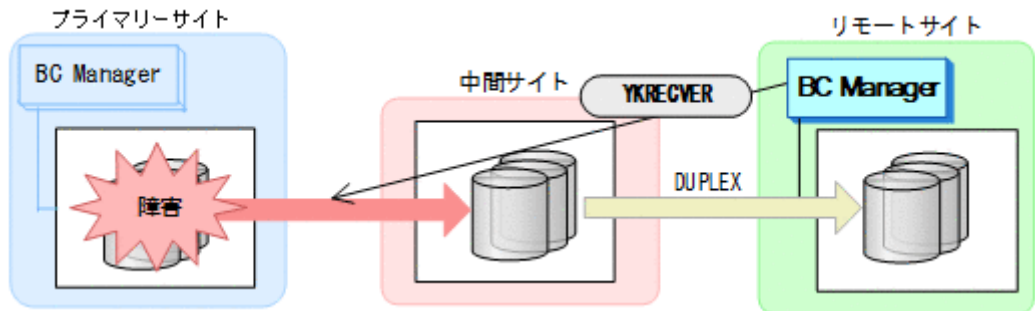 プライマリーサイト
リモートサイト
BC Manager
中間サイト
YKRECVER
BC Manager
障害
DUPLEX